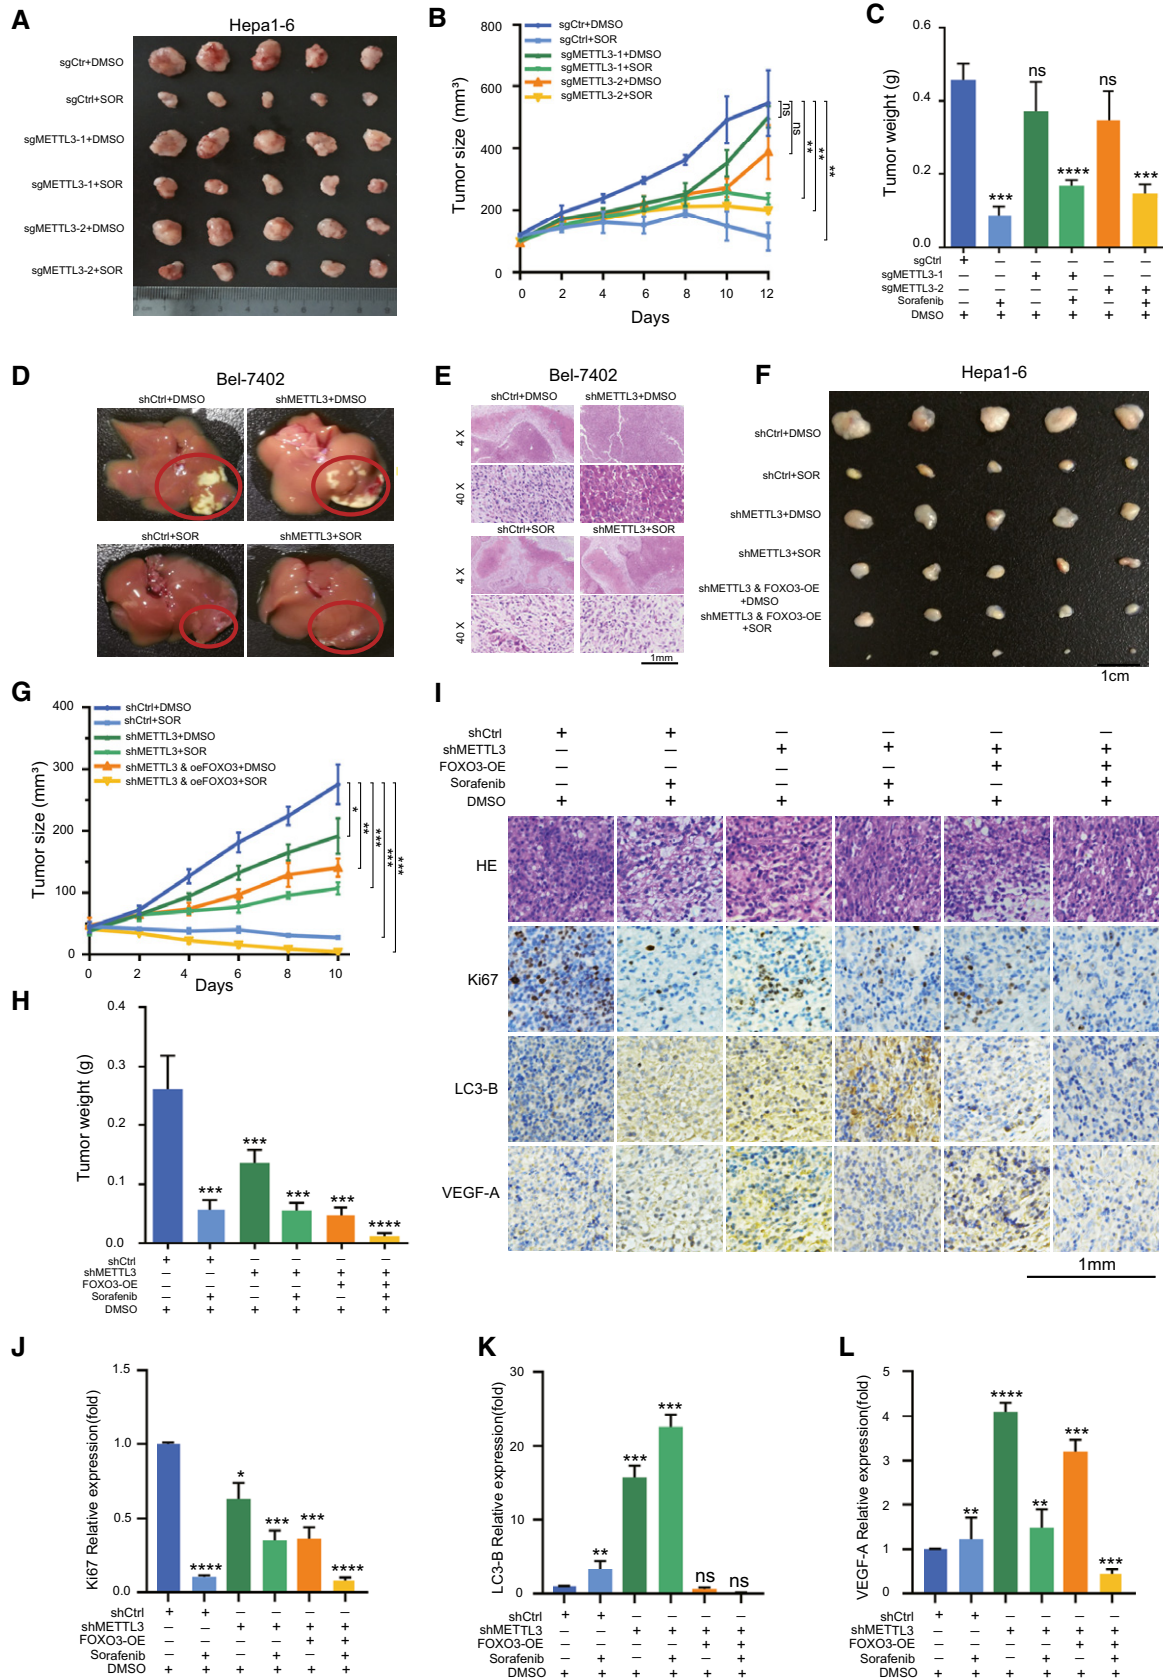 A
Hepa1-6
sgCtr+DMSO
sgCtrl+SOR
sgMETTL3-1+DMSO
sgMETTL3-1+SOR
sgMETTL3-2+DMSO
sgMETTL3-2+SOR
B
Tumor size (mm³)
800
600
400
200
0
0 2 4 6 8 10 12
Days
sgCtr+DMSO
sgCtrl+SOR
sgMETTL3-1+DMSO
sgMETTL3-1+SOR
sgMETTL3-2+DMSO
sgMETTL3-2+SOR
ns
ns
**
**
**
C
Tumor weight (g)
0.6
0.4
0.2
0.0
*** ns **** ns ***
sgCtrl + – – – – –
sgMETTL3-1 – – + + – –
sgMETTL3-2 – – – – + +
Sorafenib – + – + – +
DMSO + + + + + +
D
Bel-7402
shCtrl+DMSO shMETTL3+DMSO
shCtrl+SOR shMETTL3+SOR
E
Bel-7402
shCtrl+DMSO shMETTL3+DMSO
4 X
40 X
shCtrl+SOR shMETTL3+SOR
4 X
40 X
1mm
F
Hepa1-6
shCtrl+DMSO
shCtrl+SOR
shMETTL3+DMSO
shMETTL3+SOR
shMETTL3 & FOXO3-OE
+DMSO
shMETTL3 & FOXO3-OE
+SOR
1cm
G
Tumor size (mm³)
400
300
200
100
0
0 2 4 6 8 10
Days
shCtrl+DMSO
shCtrl+SOR
shMETTL3+DMSO
shMETTL3+SOR
shMETTL3 & oeFOXO3+DMSO
shMETTL3 & oeFOXO3+SOR
*
**
***
***
***
H
Tumor weight (g)
0.4
0.3
0.2
0.1
0.0
*** *** *** *** ****
shCtrl + + – – – –
shMETTL3 – – + + + +
FOXO3-OE – – – – + +
Sorafenib – + – + – +
DMSO + + + + + +
I
shCtrl + + – – – –
shMETTL3 – – + + + +
FOXO3-OE – – – – + +
Sorafenib – + – + – +
DMSO + + + + + +
HE
Ki67
LC3-B
VEGF-A
1mm
J
Ki67 Relative expression(fold)
1.5
1.0
0.5
0.0
**** * *** *** ****
shCtrl + + – – – –
shMETTL3 – – + + + +
FOXO3-OE – – – – + +
Sorafenib – + – + – +
DMSO + + + + + +
K
LC3-B Relative expression(fold)
30
20
10
0
** *** *** ns ns
shCtrl + + – – – –
shMETTL3 – – + + + +
FOXO3-OE – – – – + +
Sorafenib – + – + – +
DMSO + + + + + +
L
VEGF-A Relative expression(fold)
5
4
3
2
1
0
** **** ** *** ***
shCtrl + + – – – –
shMETTL3 – – + + + +
FOXO3-OE – – – – + +
Sorafenib – + – + – +
DMSO + + + + + +